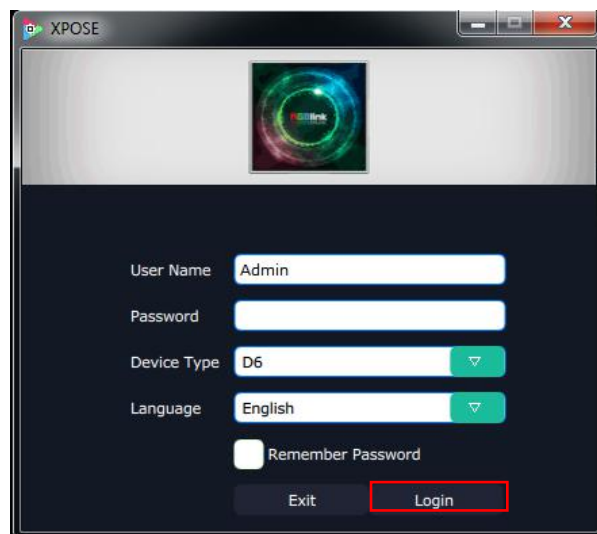 XPOSE
RGBlink
User Name Admin
Password
Device Type D6
Language English
Remember Password
Exit Login